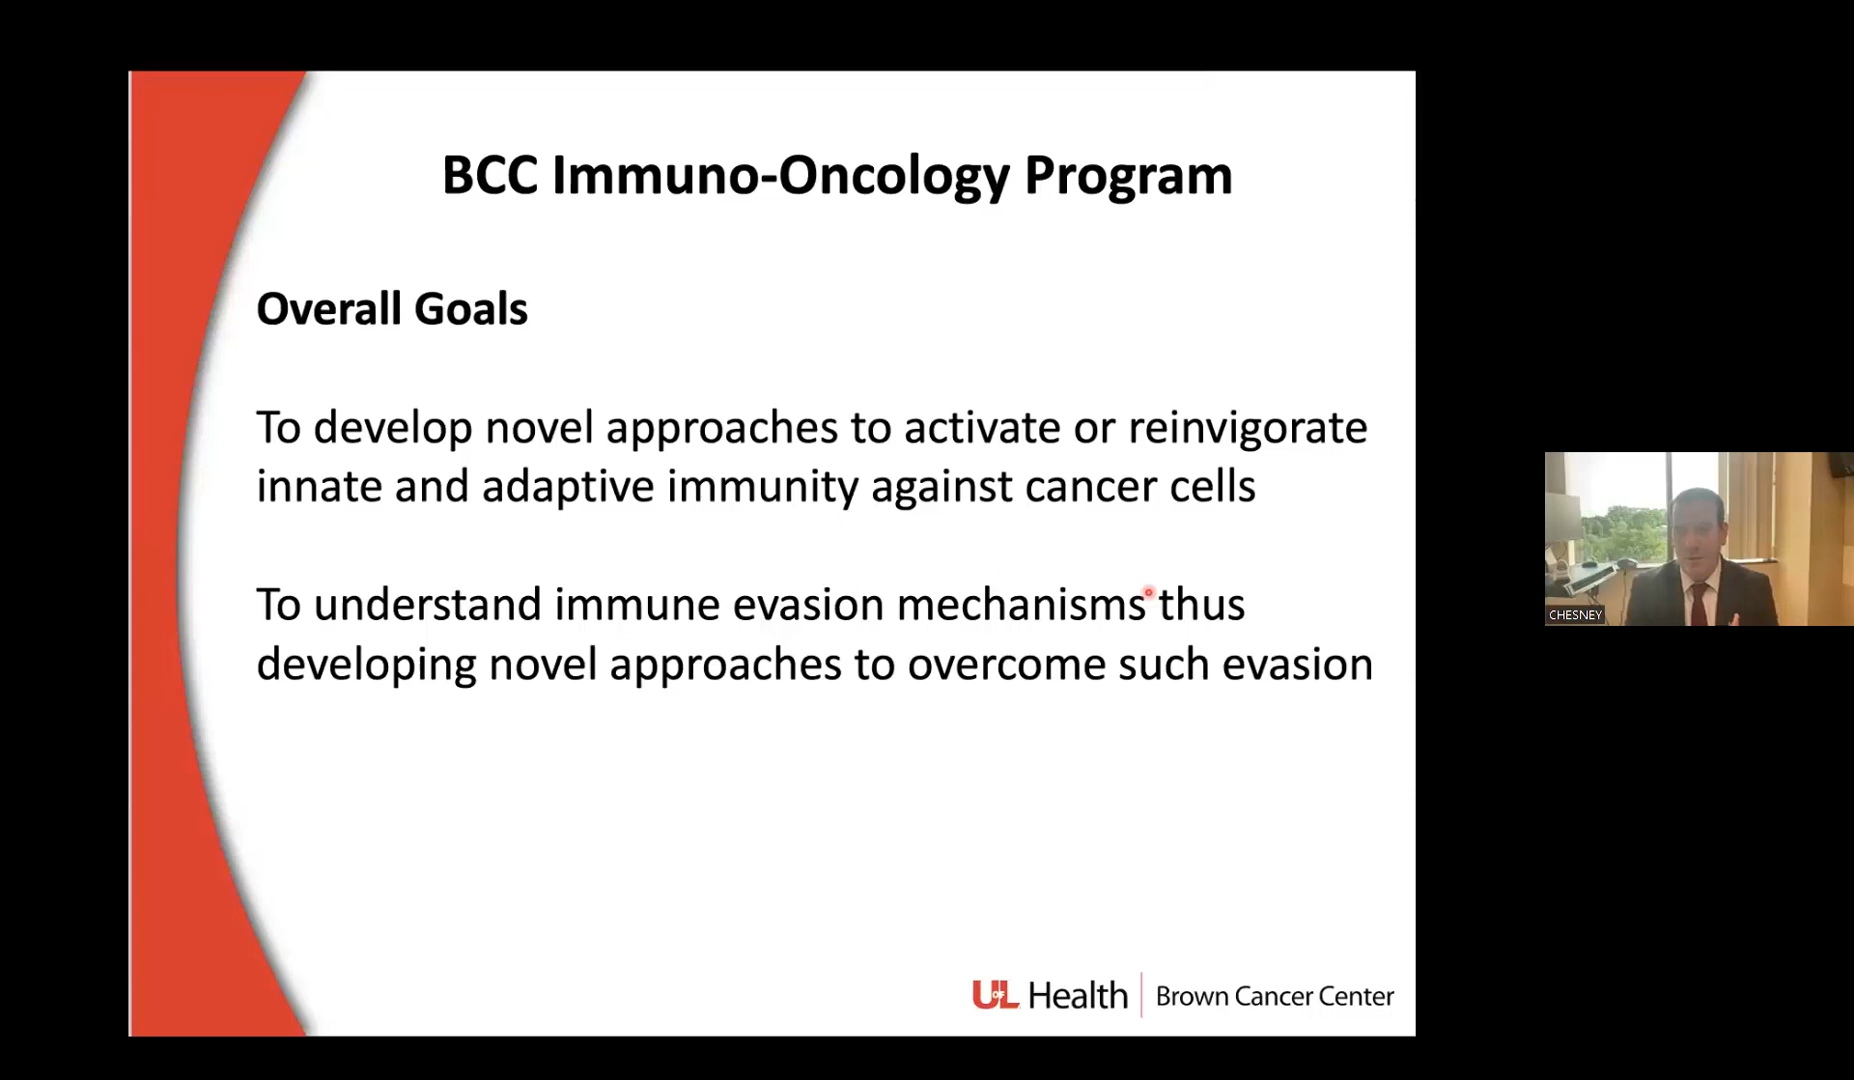 BCC Immuno-Oncology Program
Overall Goals
To develop novel approaches to activate or reinvigorate
innate and adaptive immunity against cancer cells
To understand immune evasion mechanisms thus
developing novel approaches to overcome such evasion
UofL Health | Brown Cancer Center
CHESNEY